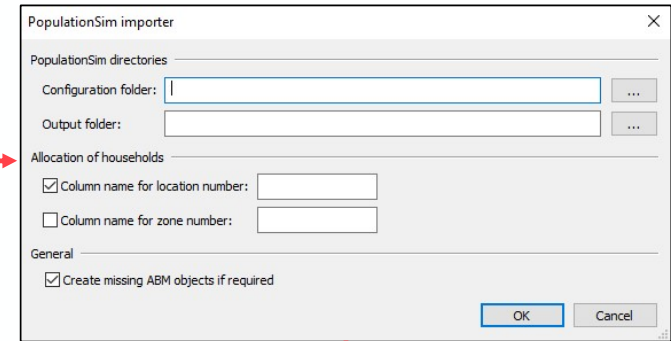 PopulationSim importer
PopulationSim directories
Configuration folder:
...
Output folder:
...
Allocation of households
Column name for location number:
Column name for zone number:
General
Create missing ABM objects if required
OK Cancel